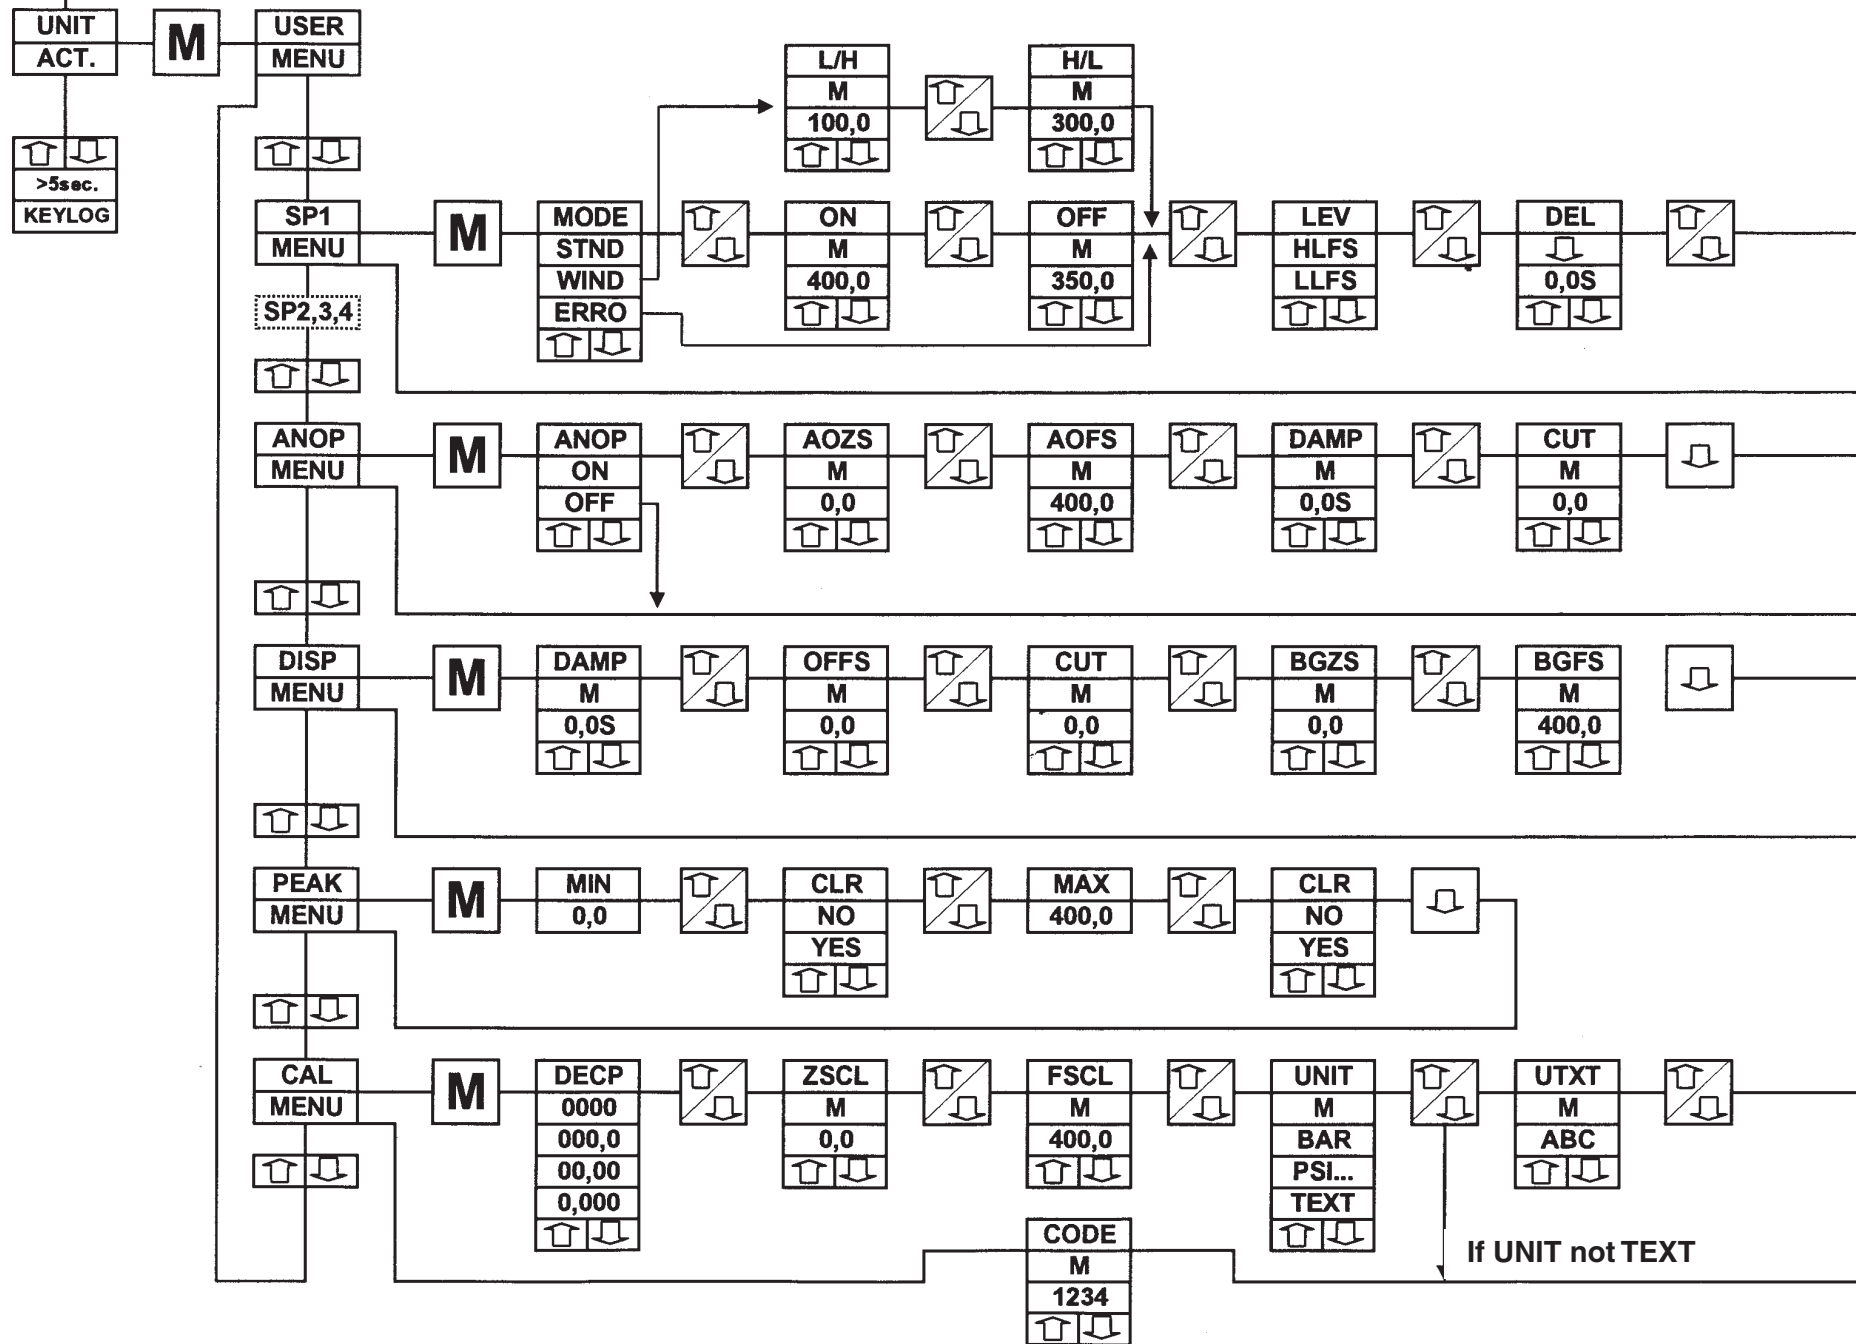 UNIT
ACT.
M
USER
MENU
>5sec.
KEYLOG
L/H
M
100,0
H/L
M
300,0
SP1
MENU
M
MODE
STND
WIND
ERRO
ON
M
400,0
OFF
M
350,0
LEV
HLFS
LLFS
DEL
0,0S
SP2,3,4
ANOP
MENU
M
ANOP
ON
OFF
AOZS
M
0,0
AOFS
M
400,0
DAMP
M
0,0S
CUT
M
0,0
DISP
MENU
M
DAMP
M
0,0S
OFFS
M
0,0
CUT
M
0,0
BGZS
M
0,0
BGFS
M
400,0
PEAK
MENU
M
MIN
0,0
CLR
NO
YES
MAX
400,0
CLR
NO
YES
CAL
MENU
M
DECP
0000
000,0
00,00
0,000
ZSCL
M
0,0
FSCL
M
400,0
UNIT
M
BAR
PSI...
TEXT
UTXT
M
ABC
If UNIT not TEXT
CODE
M
1234